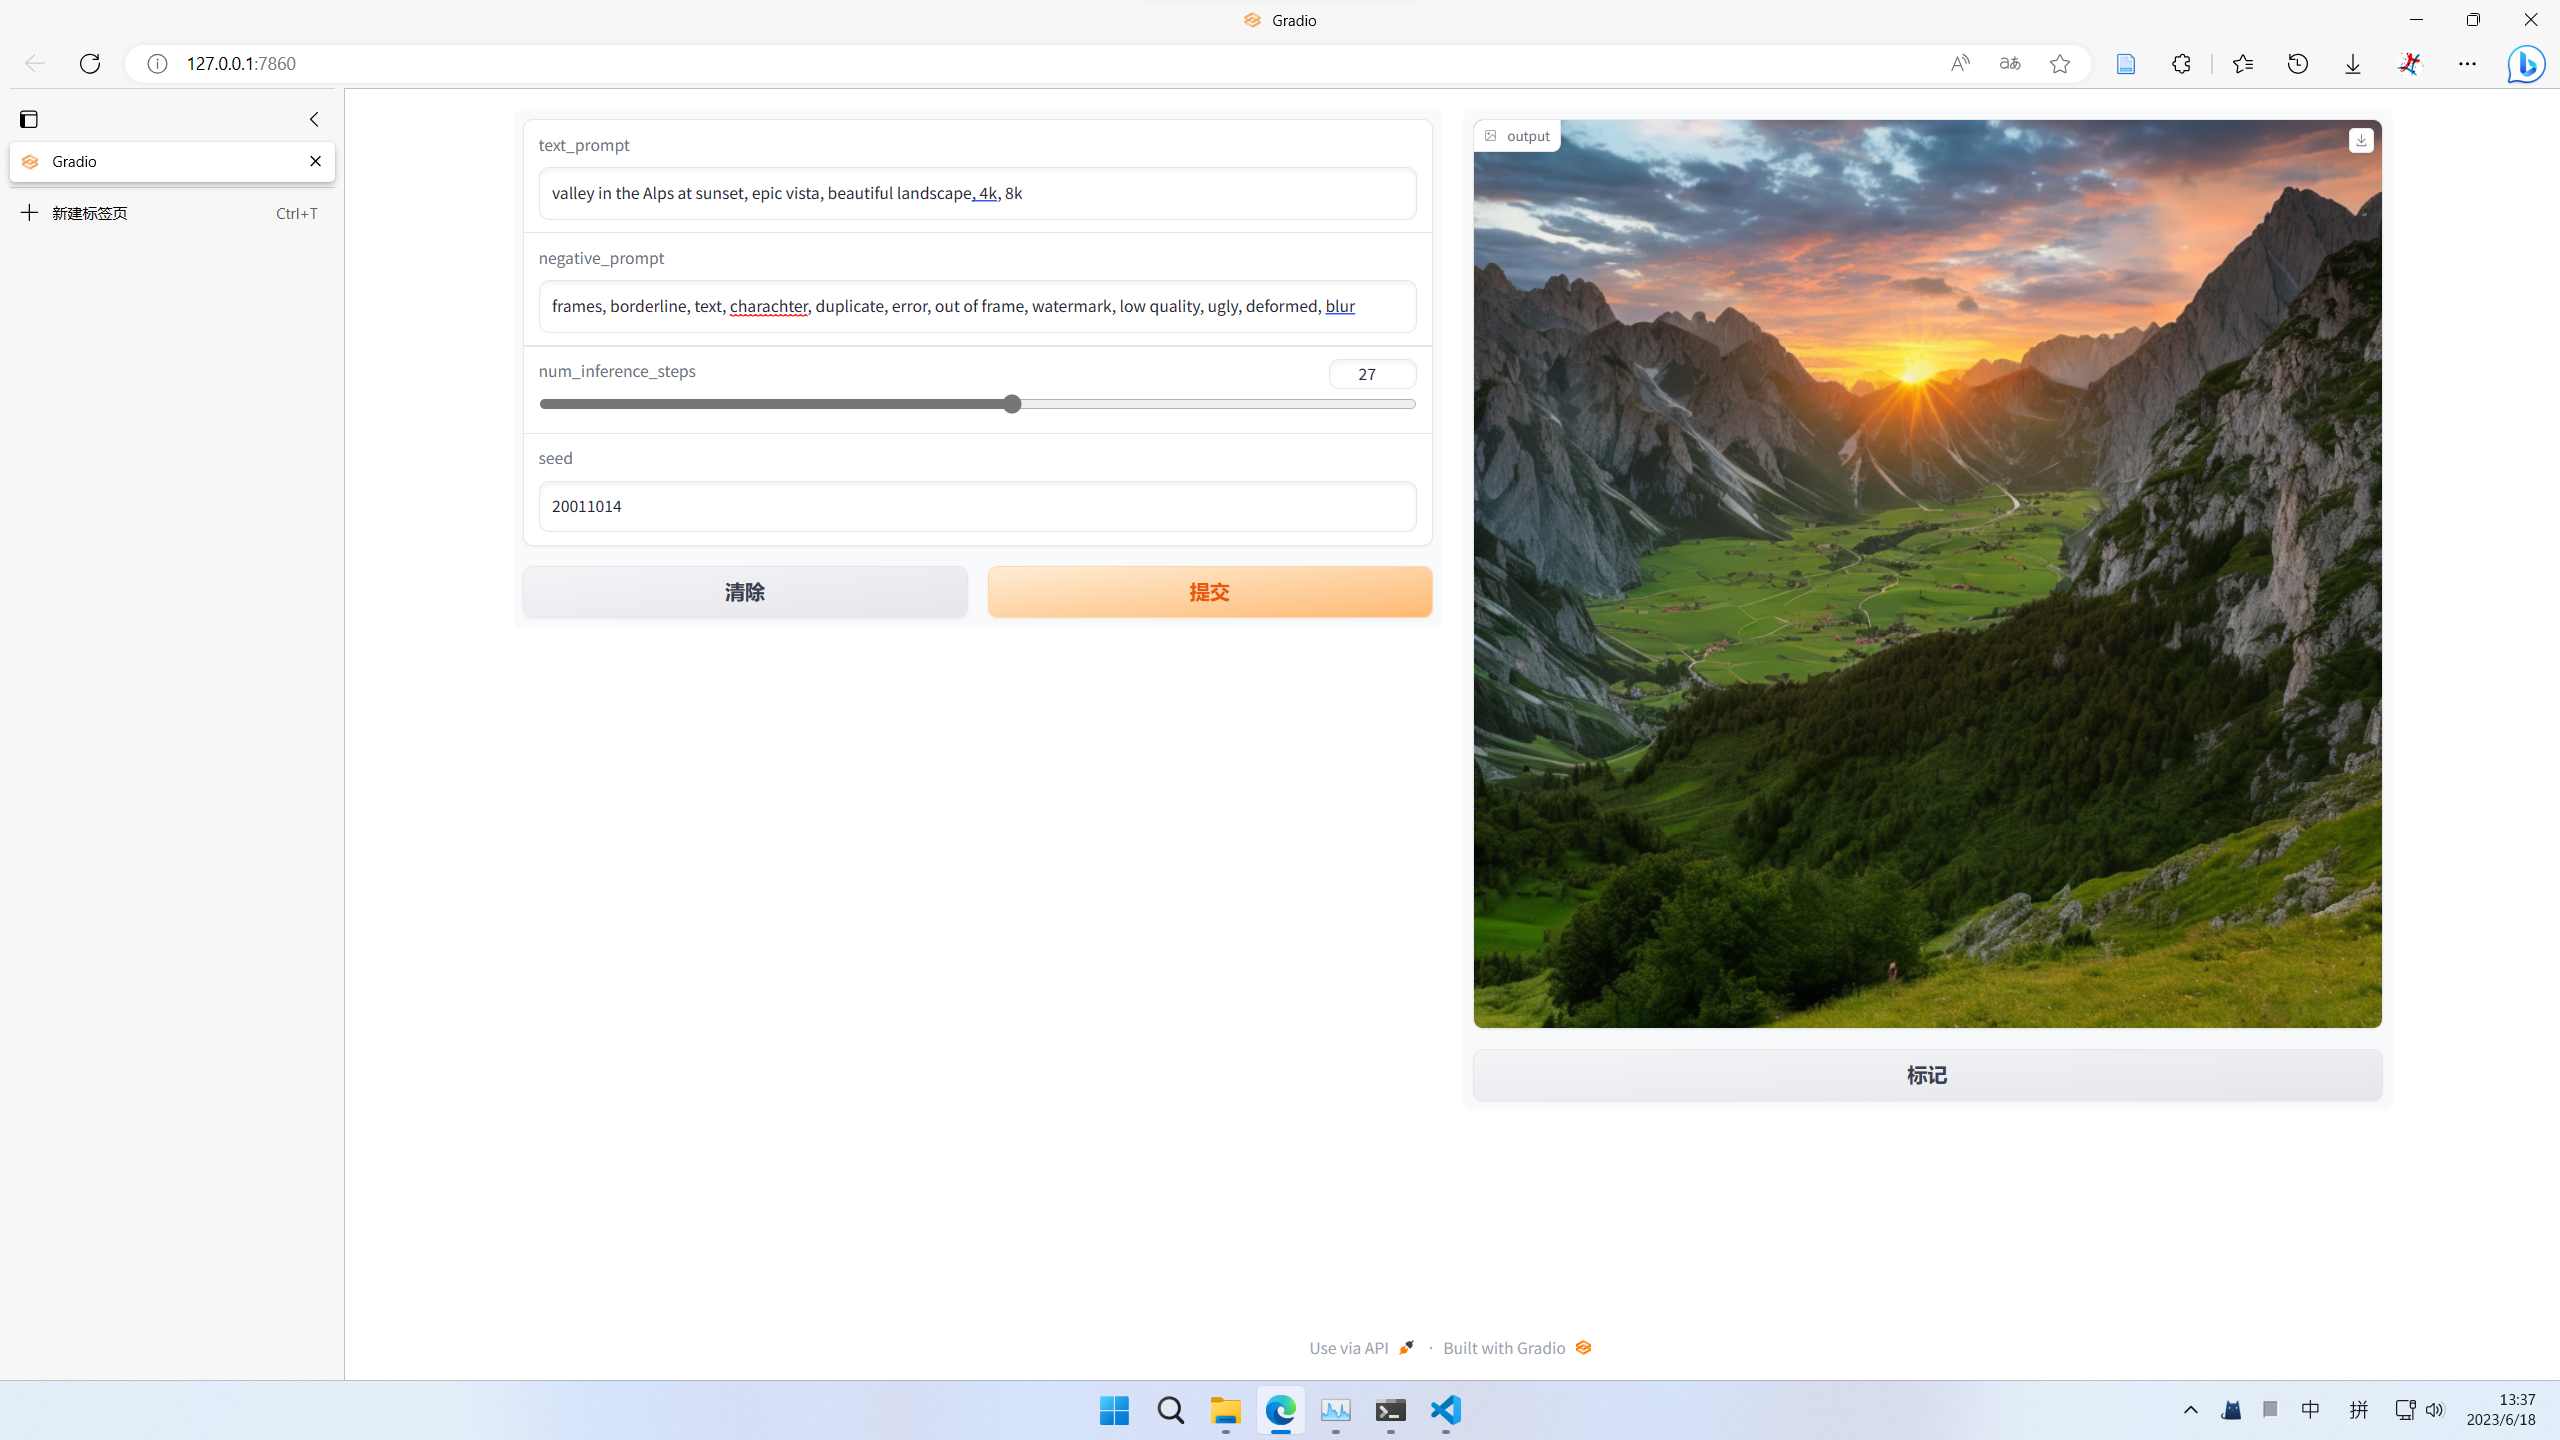 Gradio
127.0.0.1:7860
Gradio
新建标签页 Ctrl+T
text_prompt
valley in the Alps at sunset, epic vista, beautiful landscape, 4k, 8k
negative_prompt
frames, borderline, text, charachter, duplicate, error, out of frame, watermark, low quality, ugly, deformed, blur
num_inference_steps
27
seed
20011014
清除
提交
output
标记
Use via API · Built with Gradio
中
拼
13:37
2023/6/18